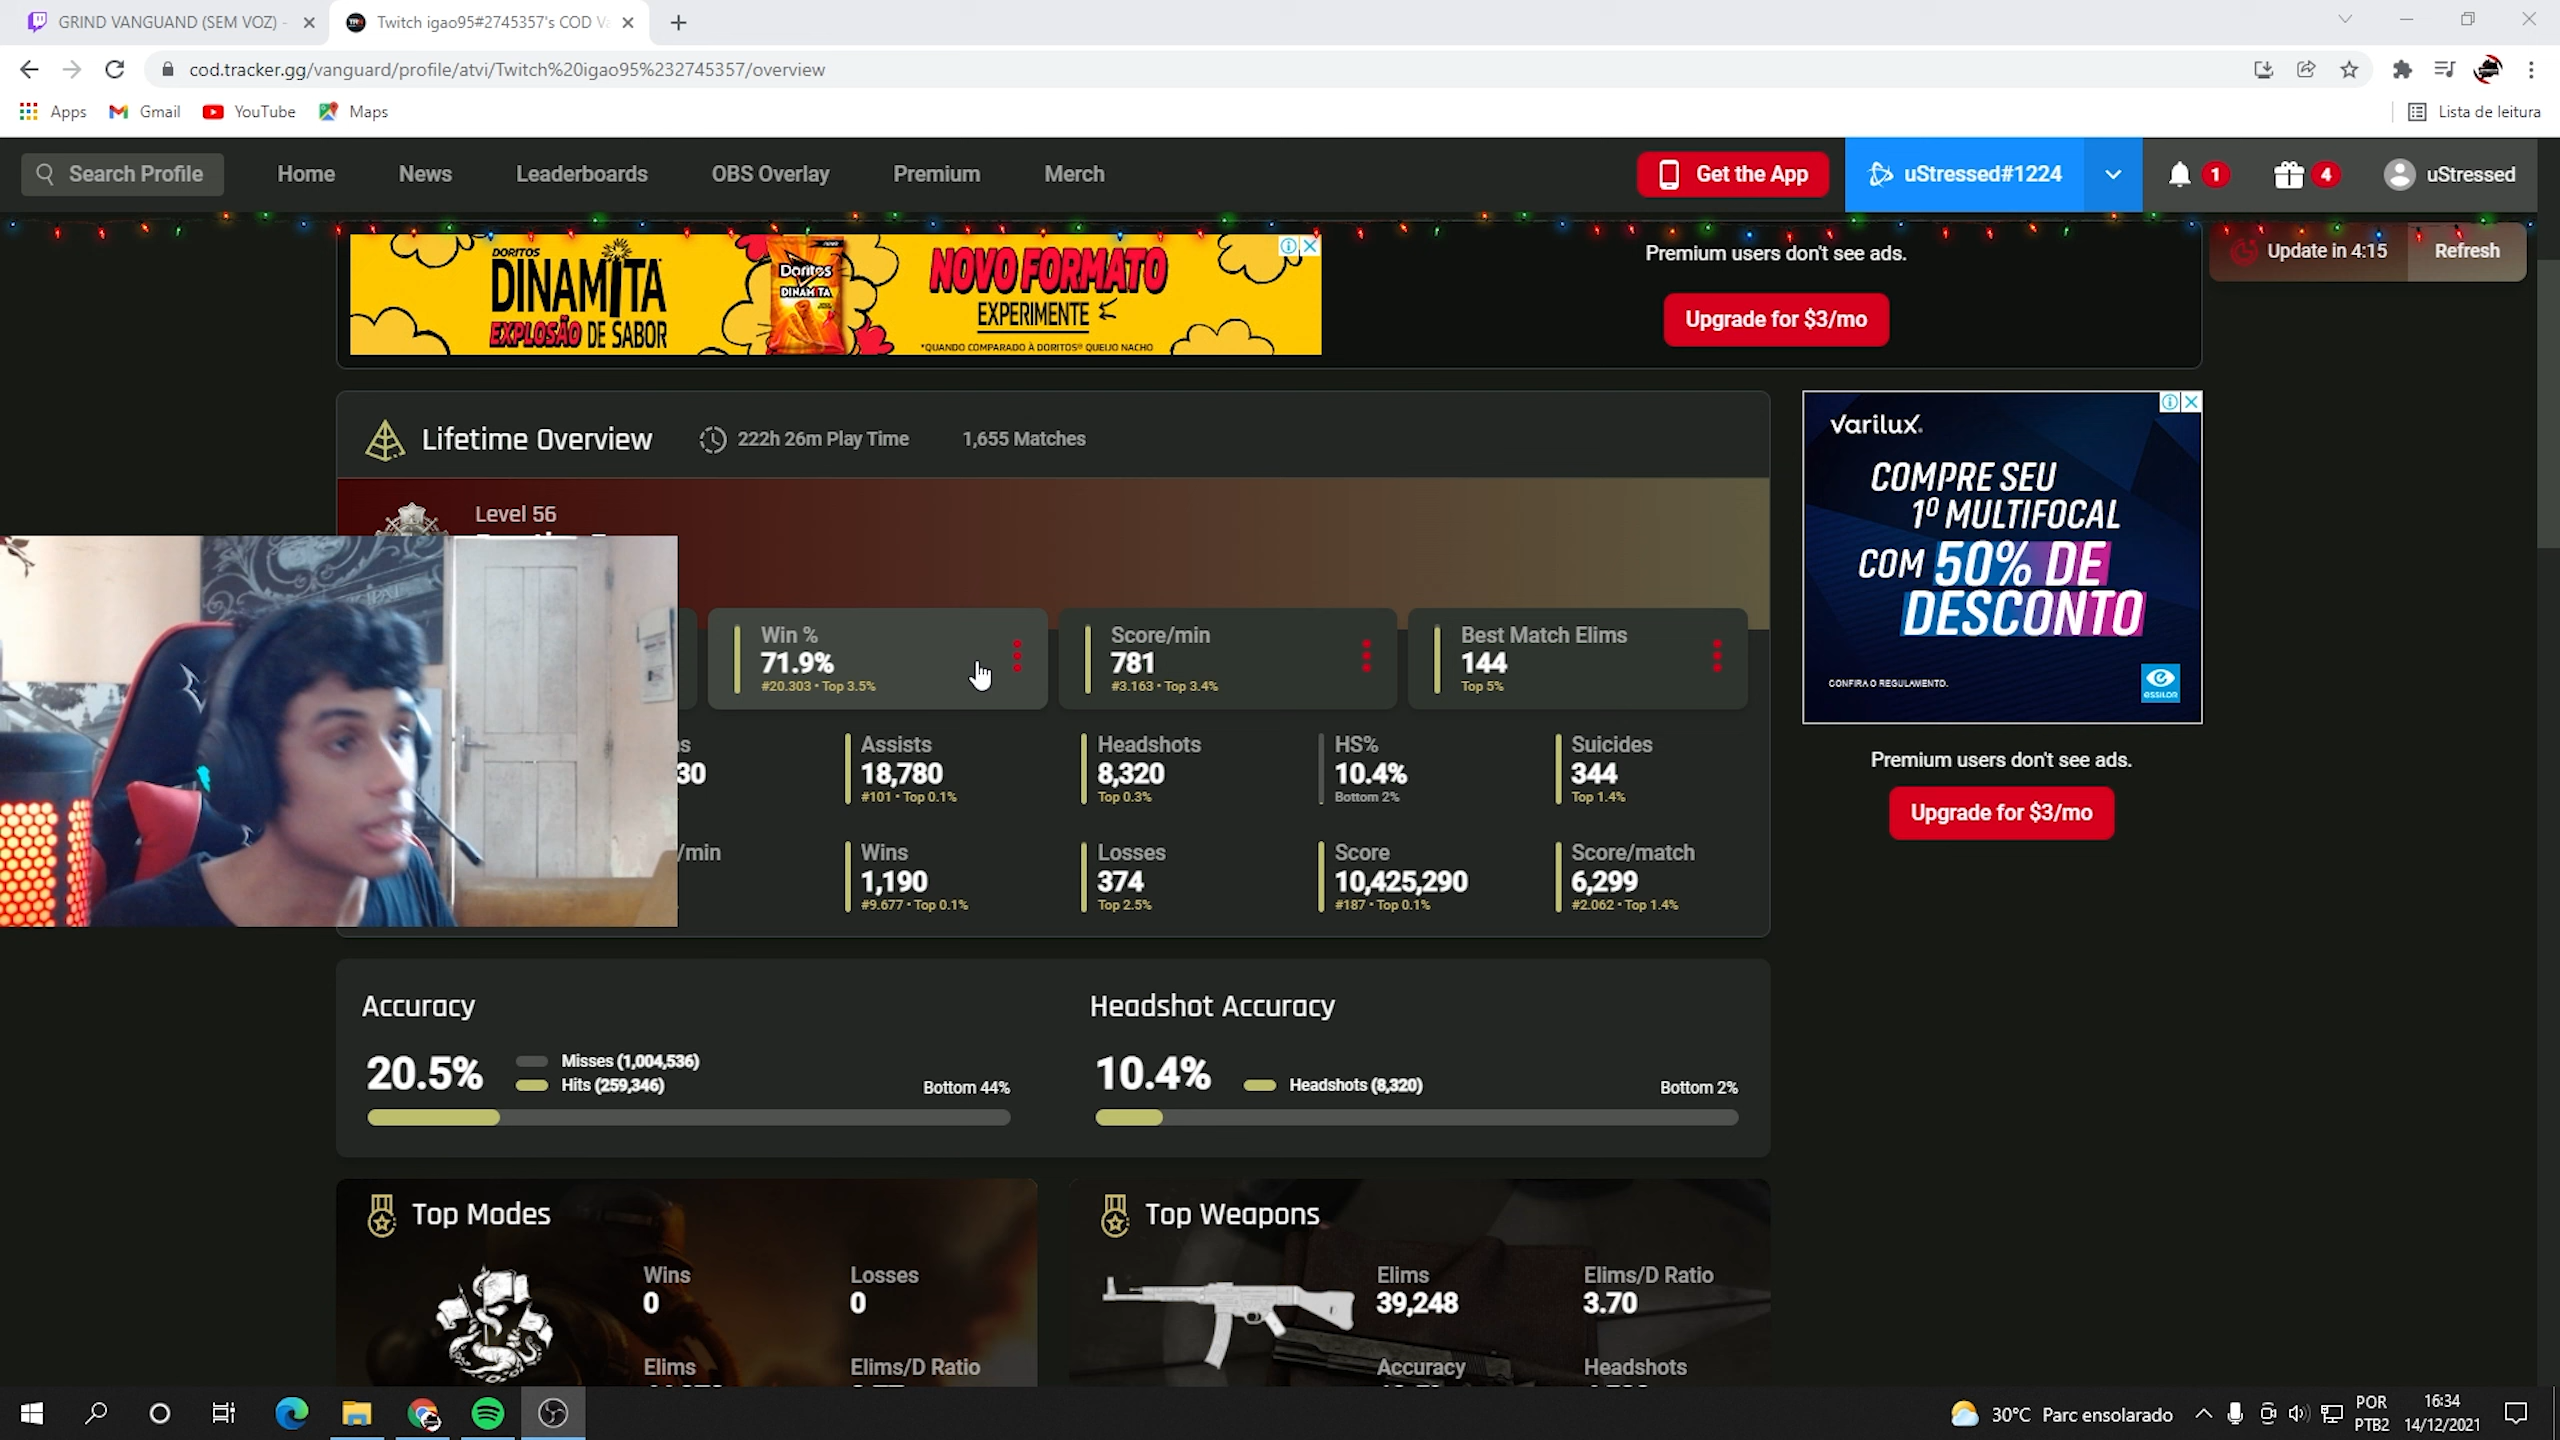 GRIND VANGUAND (SEM VOZ) -
Twitch igao95#2745357's COD Va
cod.tracker.gg/vanguard/profile/atvi/Twitch%20igao95%232745357/overview
Apps Gmail YouTube Maps Lista de leitura
Search Profile Home News Leaderboards OBS Overlay Premium Merch Get the App uStressed#1224 1 4 uStressed
DORITOS
DINAMITA
EXPLOSÃO DE SABOR
Doritos
DINAMITA
NOVO FORMATO
EXPERIMENTE
*QUANDO COMPARADO À DORITOS® QUEIJO NACHO
Premium users don't see ads.
Upgrade for $3/mo
Update in 4:15 Refresh
Lifetime Overview 222h 26m Play Time 1,655 Matches
Level 56
Win %
71.9%
#20.303 • Top 3.5%
Score/min
781
#3.163 • Top 3.4%
Best Match Elims
144
Top 5%
s
30
Assists
18,780
#101 • Top 0.1%
Headshots
8,320
Top 0.3%
HS%
10.4%
Bottom 2%
Suicides
344
Top 1.4%
/min
Wins
1,190
#9.677 • Top 0.1%
Losses
374
Top 2.5%
Score
10,425,290
#187 • Top 0.1%
Score/match
6,299
#2.062 • Top 1.4%
Varilux.
COMPRE SEU
1º MULTIFOCAL
COM 50% DE
DESCONTO
CONFIRA O REGULAMENTO.
essilor
Premium users don't see ads.
Upgrade for $3/mo
Accuracy
20.5%
Misses (1,004,536)
Hits (259,346)
Bottom 44%
Headshot Accuracy
10.4%
Headshots (8,320)
Bottom 2%
Top Modes
Wins
0
Losses
0
Elims
Elims/D Ratio
Top Weapons
Elims
39,248
Elims/D Ratio
3.70
Accuracy
Headshots
30°C Parc ensolarado
POR
PTB2
16:34
14/12/2021